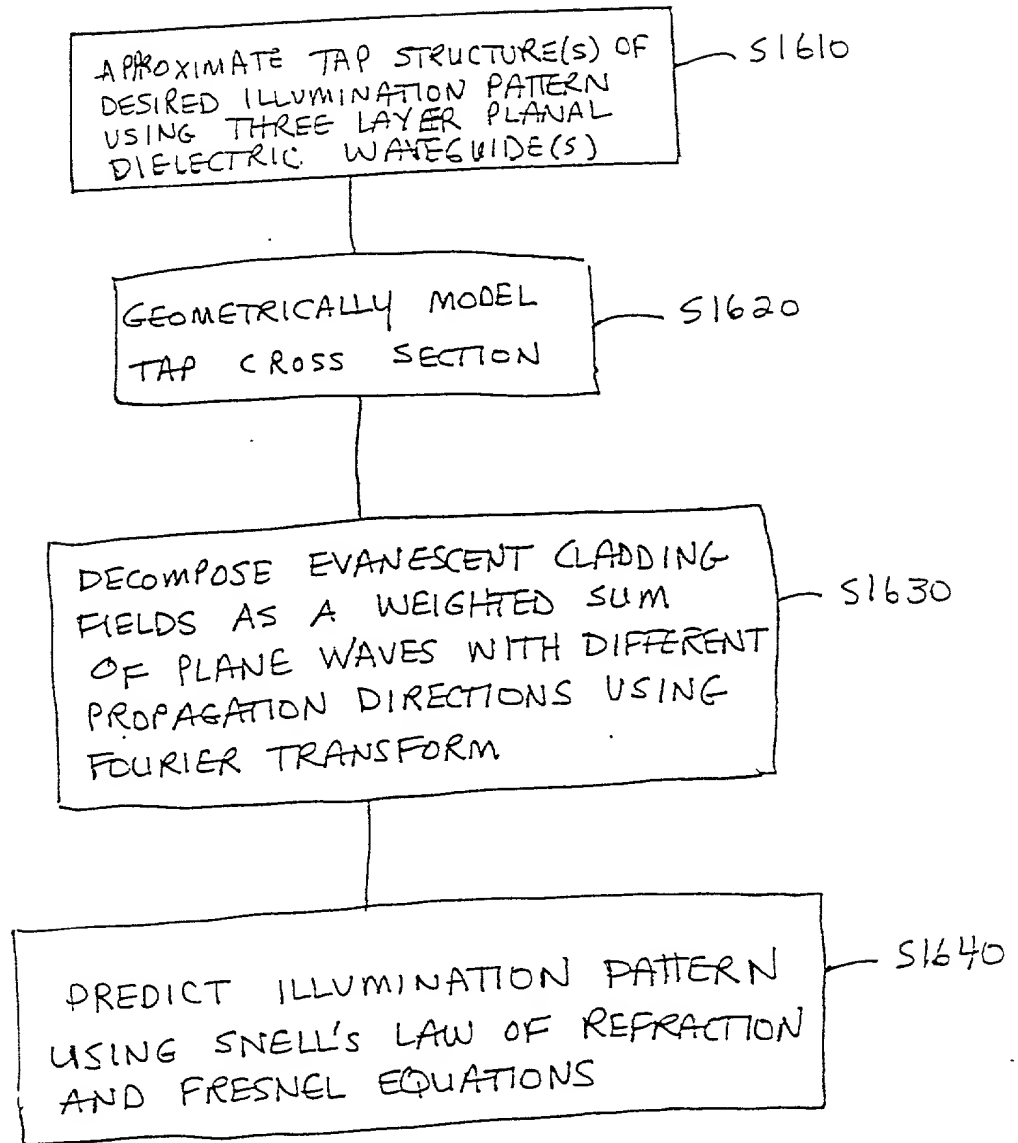 APPROXIMATE TAP STRUCTURE(S) OF
DESIRED ILLUMINATION PATTERN
USING THREE LAYER PLANAL
DIELECTRIC WAVEGUIDE(S)
S1610
GEOMETRICALLY MODEL
TAP CROSS SECTION
S1620
DECOMPOSE EVANESCENT CLADDING
FIELDS AS A WEIGHTED SUM
OF PLANE WAVES WITH DIFFERENT
PROPAGATION DIRECTIONS USING
FOURIER TRANSFORM
S1630
PREDICT ILLUMINATION PATTERN
USING SNELL'S LAW OF REFRACTION
AND FRESNEL EQUATIONS
S1640